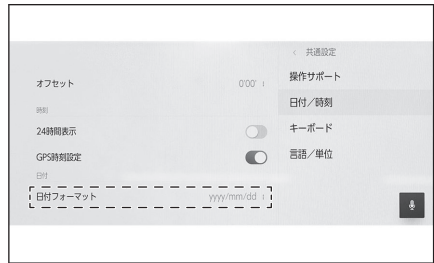 オフセット 0'00'
時刻
24時間表示
GPS時刻設定
日付
日付フォーマット yyyy/mm/dd
< 共通設定
操作サポート
日付／時刻
キーボード
言語／単位